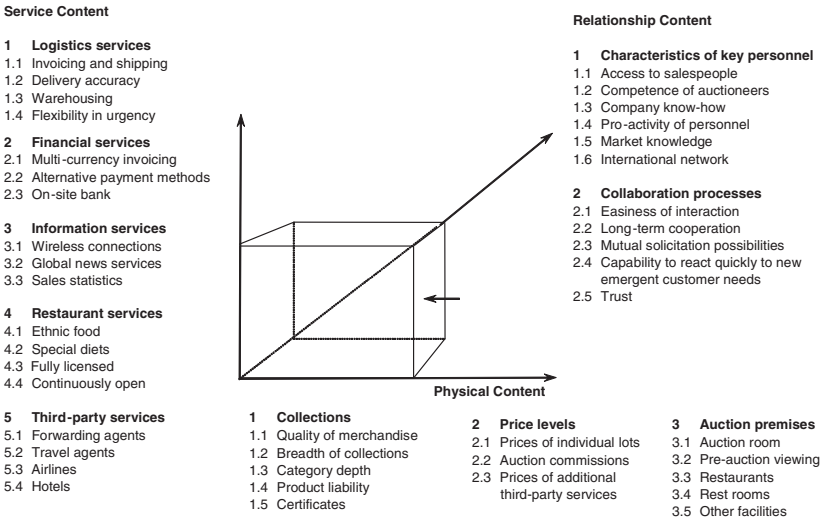 Service Content
1 Logistics services
1.1 Invoicing and shipping
1.2 Delivery accuracy
1.3 Warehousing
1.4 Flexibility in urgency
2 Financial services
2.1 Multi-currency invoicing
2.2 Alternative payment methods
2.3 On-site bank
3 Information services
3.1 Wireless connections
3.2 Global news services
3.3 Sales statistics
4 Restaurant services
4.1 Ethnic food
4.2 Special diets
4.3 Fully licensed
4.4 Continuously open
5 Third-party services
5.1 Forwarding agents
5.2 Travel agents
5.3 Airlines
5.4 Hotels
Relationship Content
1 Characteristics of key personnel
1.1 Access to salespeople
1.2 Competence of auctioneers
1.3 Company know-how
1.4 Pro-activity of personnel
1.5 Market knowledge
1.6 International network
2 Collaboration processes
2.1 Easiness of interaction
2.2 Long-term cooperation
2.3 Mutual solicitation possibilities
2.4 Capability to react quickly to new
emergent customer needs
2.5 Trust
Physical Content
1 Collections
1.1 Quality of merchandise
1.2 Breadth of collections
1.3 Category depth
1.4 Product liability
1.5 Certificates
2 Price levels
2.1 Prices of individual lots
2.2 Auction commissions
2.3 Prices of additional
third-party services
3 Auction premises
3.1 Auction room
3.2 Pre-auction viewing
3.3 Restaurants
3.4 Rest rooms
3.5 Other facilities